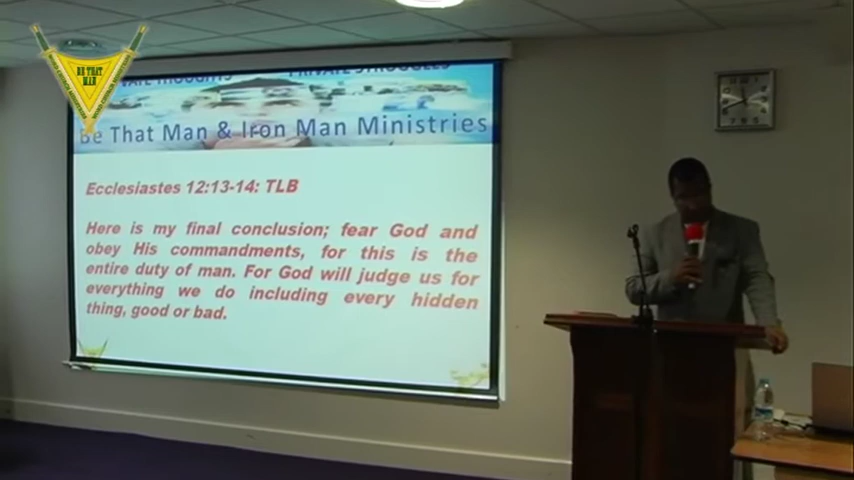 BE THAT
MAN
PRIVATE STRUGGLES
Be That Man & Iron Man Ministries
Ecclesiastes 12:13-14: TLB
Here is my final conclusion; fear God and
obey His commandments, for this is the
entire duty of man. For God will judge us for
everything we do including every hidden
thing, good or bad.